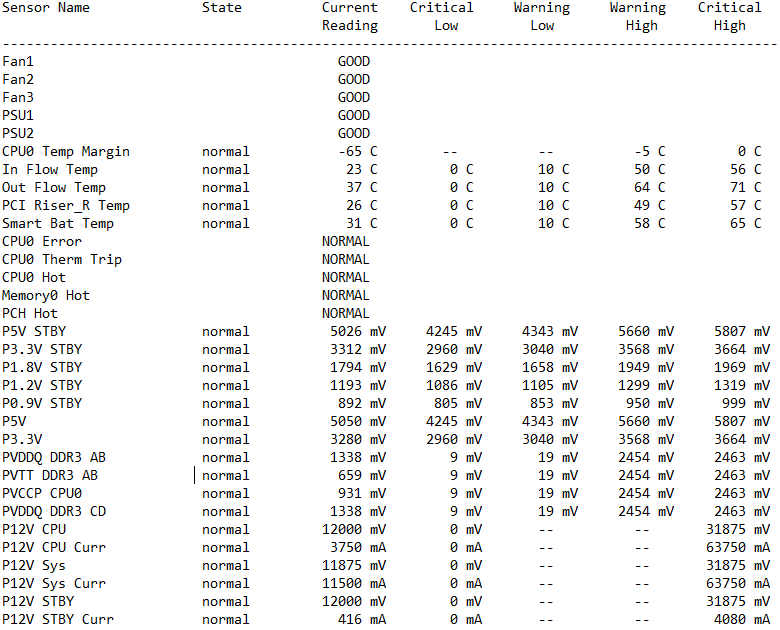 Sensor Name              State          Current    Critical     Warning     Warning    Critical
                                        Reading       Low         Low         High       High
-------------------------------------------------------------------------------------------------
Fan1                                      GOOD
Fan2                                      GOOD
Fan3                                      GOOD
PSU1                                      GOOD
PSU2                                      GOOD
CPU0 Temp Margin         normal           -65 C        --          --          -5 C         0 C
In Flow Temp             normal            23 C         0 C        10 C        50 C        56 C
Out Flow Temp            normal            37 C         0 C        10 C        64 C        71 C
PCI Riser_R Temp         normal            26 C         0 C        10 C        49 C        57 C
Smart Bat Temp           normal            31 C         0 C        10 C        58 C        65 C
CPU0 Error                              NORMAL
CPU0 Therm Trip                         NORMAL
CPU0 Hot                                NORMAL
Memory0 Hot                             NORMAL
PCH Hot                                 NORMAL
P5V STBY                 normal          5026 mV     4245 mV     4343 mV     5660 mV     5807 mV
P3.3V STBY               normal          3312 mV     2960 mV     3040 mV     3568 mV     3664 mV
P1.8V STBY               normal          1794 mV     1629 mV     1658 mV     1949 mV     1969 mV
P1.2V STBY               normal          1193 mV     1086 mV     1105 mV     1299 mV     1319 mV
P0.9V STBY               normal           892 mV      805 mV      853 mV      950 mV      999 mV
P5V                      normal          5050 mV     4245 mV     4343 mV     5660 mV     5807 mV
P3.3V                    normal          3280 mV     2960 mV     3040 mV     3568 mV     3664 mV
PVDDQ DDR3 AB            normal          1338 mV        9 mV       19 mV     2454 mV     2463 mV
PVTT DDR3 AB             normal           659 mV        9 mV       19 mV     2454 mV     2463 mV
PVCCP CPU0               normal           931 mV        9 mV       19 mV     2454 mV     2463 mV
PVDDQ DDR3 CD            normal          1338 mV        9 mV       19 mV     2454 mV     2463 mV
P12V CPU                 normal         12000 mV        0 mV       --          --       31875 mV
P12V CPU Curr            normal          3750 mA        0 mA       --          --       63750 mA
P12V Sys                 normal         11875 mV        0 mV       --          --       31875 mV
P12V Sys Curr            normal         11500 mA        0 mA       --          --       63750 mA
P12V STBY                normal         12000 mV        0 mV       --          --       31875 mV
P12V STBY Curr           normal           416 mA        0 mA       --          --        4080 mA